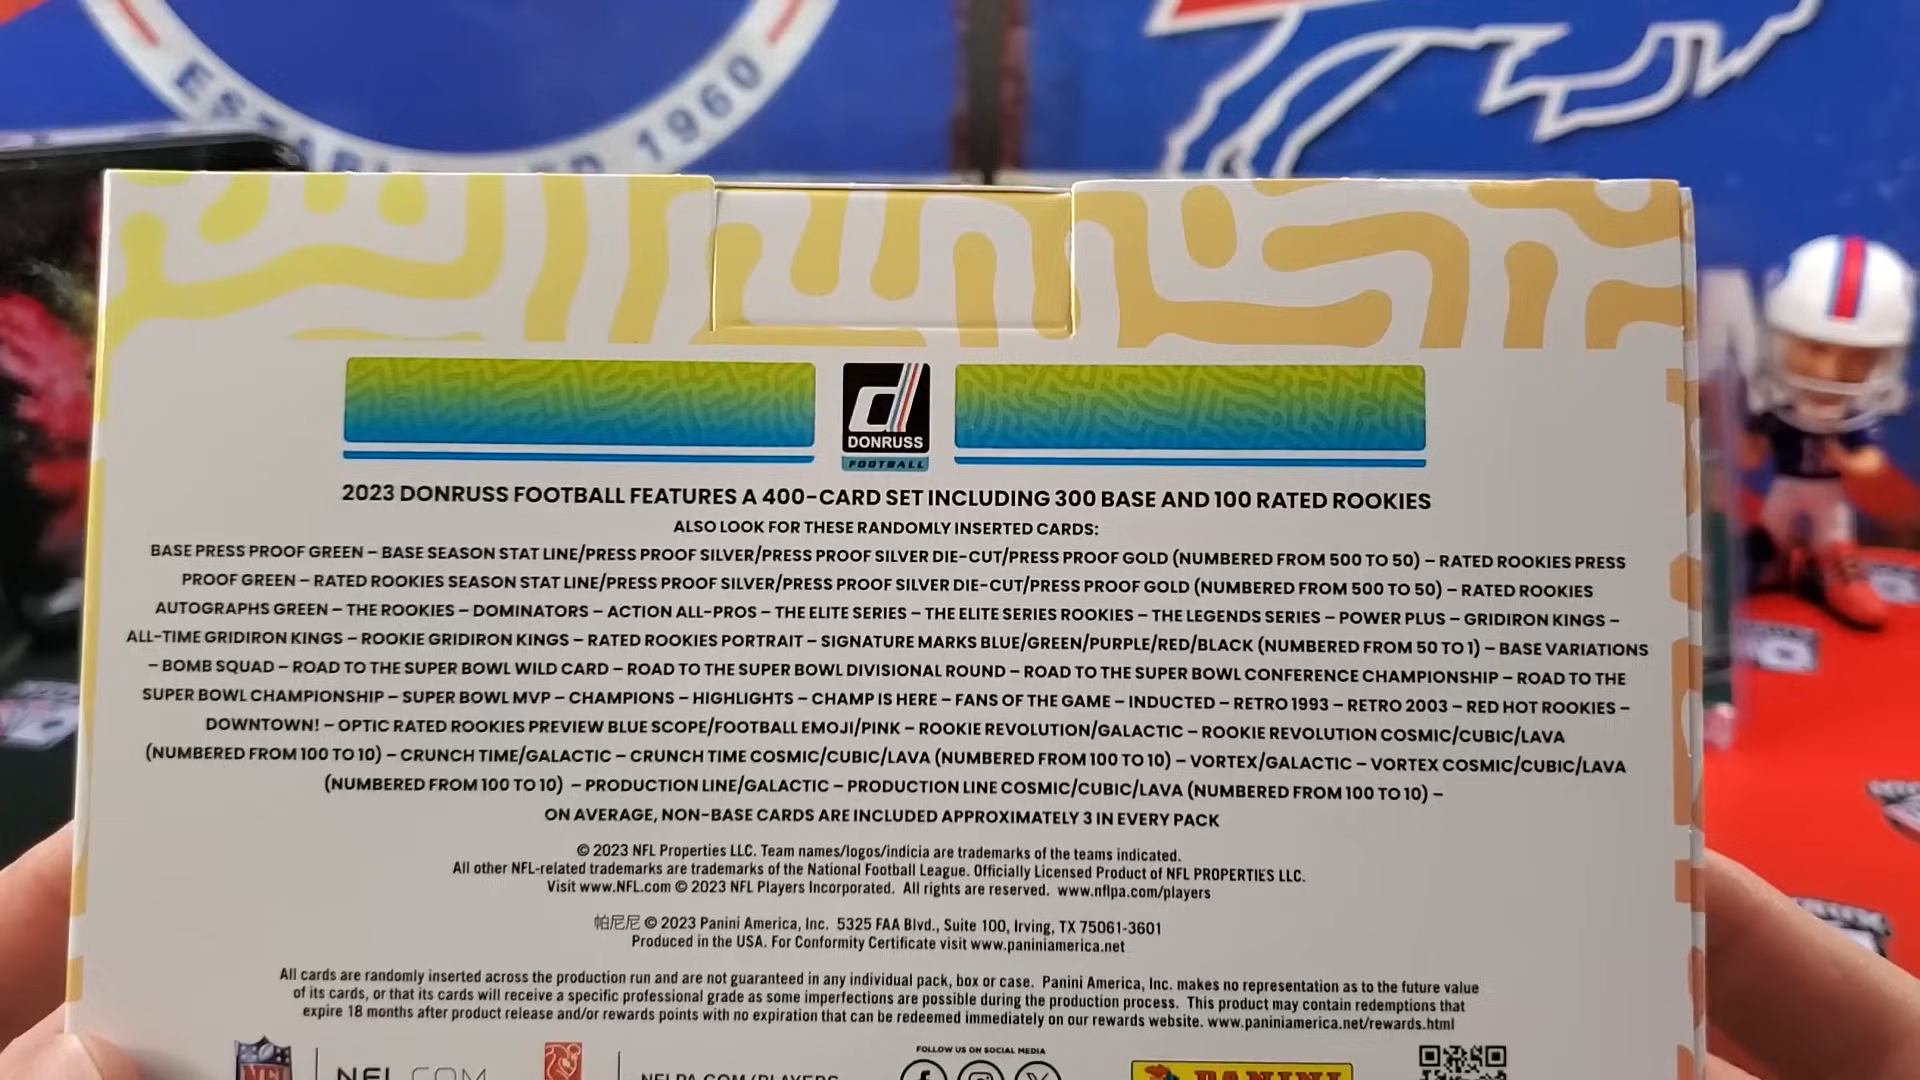 ESTABLISHED 1960
DONRUSS
FOOTBALL
2023 DONRUSS FOOTBALL FEATURES A 400-CARD SET INCLUDING 300 BASE AND 100 RATED ROOKIES
ALSO LOOK FOR THESE RANDOMLY INSERTED CARDS:
BASE PRESS PROOF GREEN – BASE SEASON STAT LINE/PRESS PROOF SILVER/PRESS PROOF SILVER DIE-CUT/PRESS PROOF GOLD (NUMBERED FROM 500 TO 50) – RATED ROOKIES PRESS
PROOF GREEN – RATED ROOKIES SEASON STAT LINE/PRESS PROOF SILVER/PRESS PROOF SILVER DIE-CUT/PRESS PROOF GOLD (NUMBERED FROM 500 TO 50) – RATED ROOKIES
AUTOGRAPHS GREEN – THE ROOKIES – DOMINATORS – ACTION ALL-PROS – THE ELITE SERIES – THE ELITE SERIES ROOKIES – THE LEGENDS SERIES – POWER PLUS – GRIDIRON KINGS –
ALL-TIME GRIDIRON KINGS – ROOKIE GRIDIRON KINGS – RATED ROOKIES PORTRAIT – SIGNATURE MARKS BLUE/GREEN/PURPLE/RED/BLACK (NUMBERED FROM 50 TO 1) – BASE VARIATIONS
– BOMB SQUAD – ROAD TO THE SUPER BOWL WILD CARD – ROAD TO THE SUPER BOWL DIVISIONAL ROUND – ROAD TO THE SUPER BOWL CONFERENCE CHAMPIONSHIP – ROAD TO THE
SUPER BOWL CHAMPIONSHIP – SUPER BOWL MVP – CHAMPIONS – HIGHLIGHTS – CHAMP IS HERE – FANS OF THE GAME – INDUCTED – RETRO 1993 – RETRO 2003 – RED HOT ROOKIES –
DOWNTOWN! – OPTIC RATED ROOKIES PREVIEW BLUE SCOPE/FOOTBALL EMOJI/PINK – ROOKIE REVOLUTION/GALACTIC – ROOKIE REVOLUTION COSMIC/CUBIC/LAVA
(NUMBERED FROM 100 TO 10) – CRUNCH TIME/GALACTIC – CRUNCH TIME COSMIC/CUBIC/LAVA (NUMBERED FROM 100 TO 10) – VORTEX/GALACTIC – VORTEX COSMIC/CUBIC/LAVA
(NUMBERED FROM 100 TO 10) – PRODUCTION LINE/GALACTIC – PRODUCTION LINE COSMIC/CUBIC/LAVA (NUMBERED FROM 100 TO 10) –
ON AVERAGE, NON-BASE CARDS ARE INCLUDED APPROXIMATELY 3 IN EVERY PACK
© 2023 NFL Properties LLC. Team names/logos/indicia are trademarks of the teams indicated.
All other NFL-related trademarks are trademarks of the National Football League. Officially Licensed Product of NFL PROPERTIES LLC.
Visit www.NFL.com © 2023 NFL Players Incorporated. All rights are reserved. www.nflpa.com/players
帕尼尼 © 2023 Panini America, Inc. 5325 FAA Blvd., Suite 100, Irving, TX 75061-3601
Produced in the USA. For Conformity Certificate visit www.paniniamerica.net
All cards are randomly inserted across the production run and are not guaranteed in any individual pack, box or case. Panini America, Inc. makes no representation as to the future value
of its cards, or that its cards will receive a specific professional grade as some imperfections are possible during the production process. This product may contain redemptions that
expire 18 months after product release and/or rewards points with no expiration that can be redeemed immediately on our rewards website. www.paniniamerica.net/rewards.html
FOLLOW US ON SOCIAL MEDIA
NFL
NFL.COM
NFLPA.COM/PLAYERS
PANINI